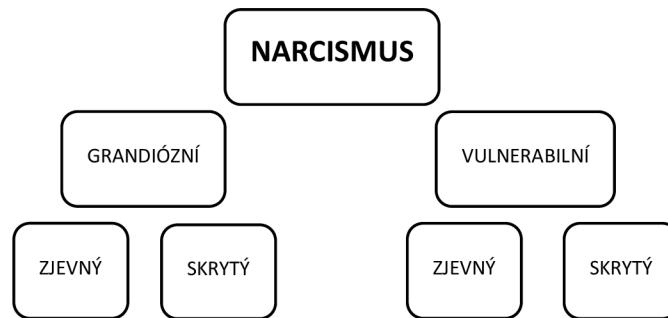 NARCISMUS
GRANDIÓZNÍ
VULNERABILNÍ
ZJEVNÝ
SKRYTÝ
ZJEVNÝ
SKRYTÝ